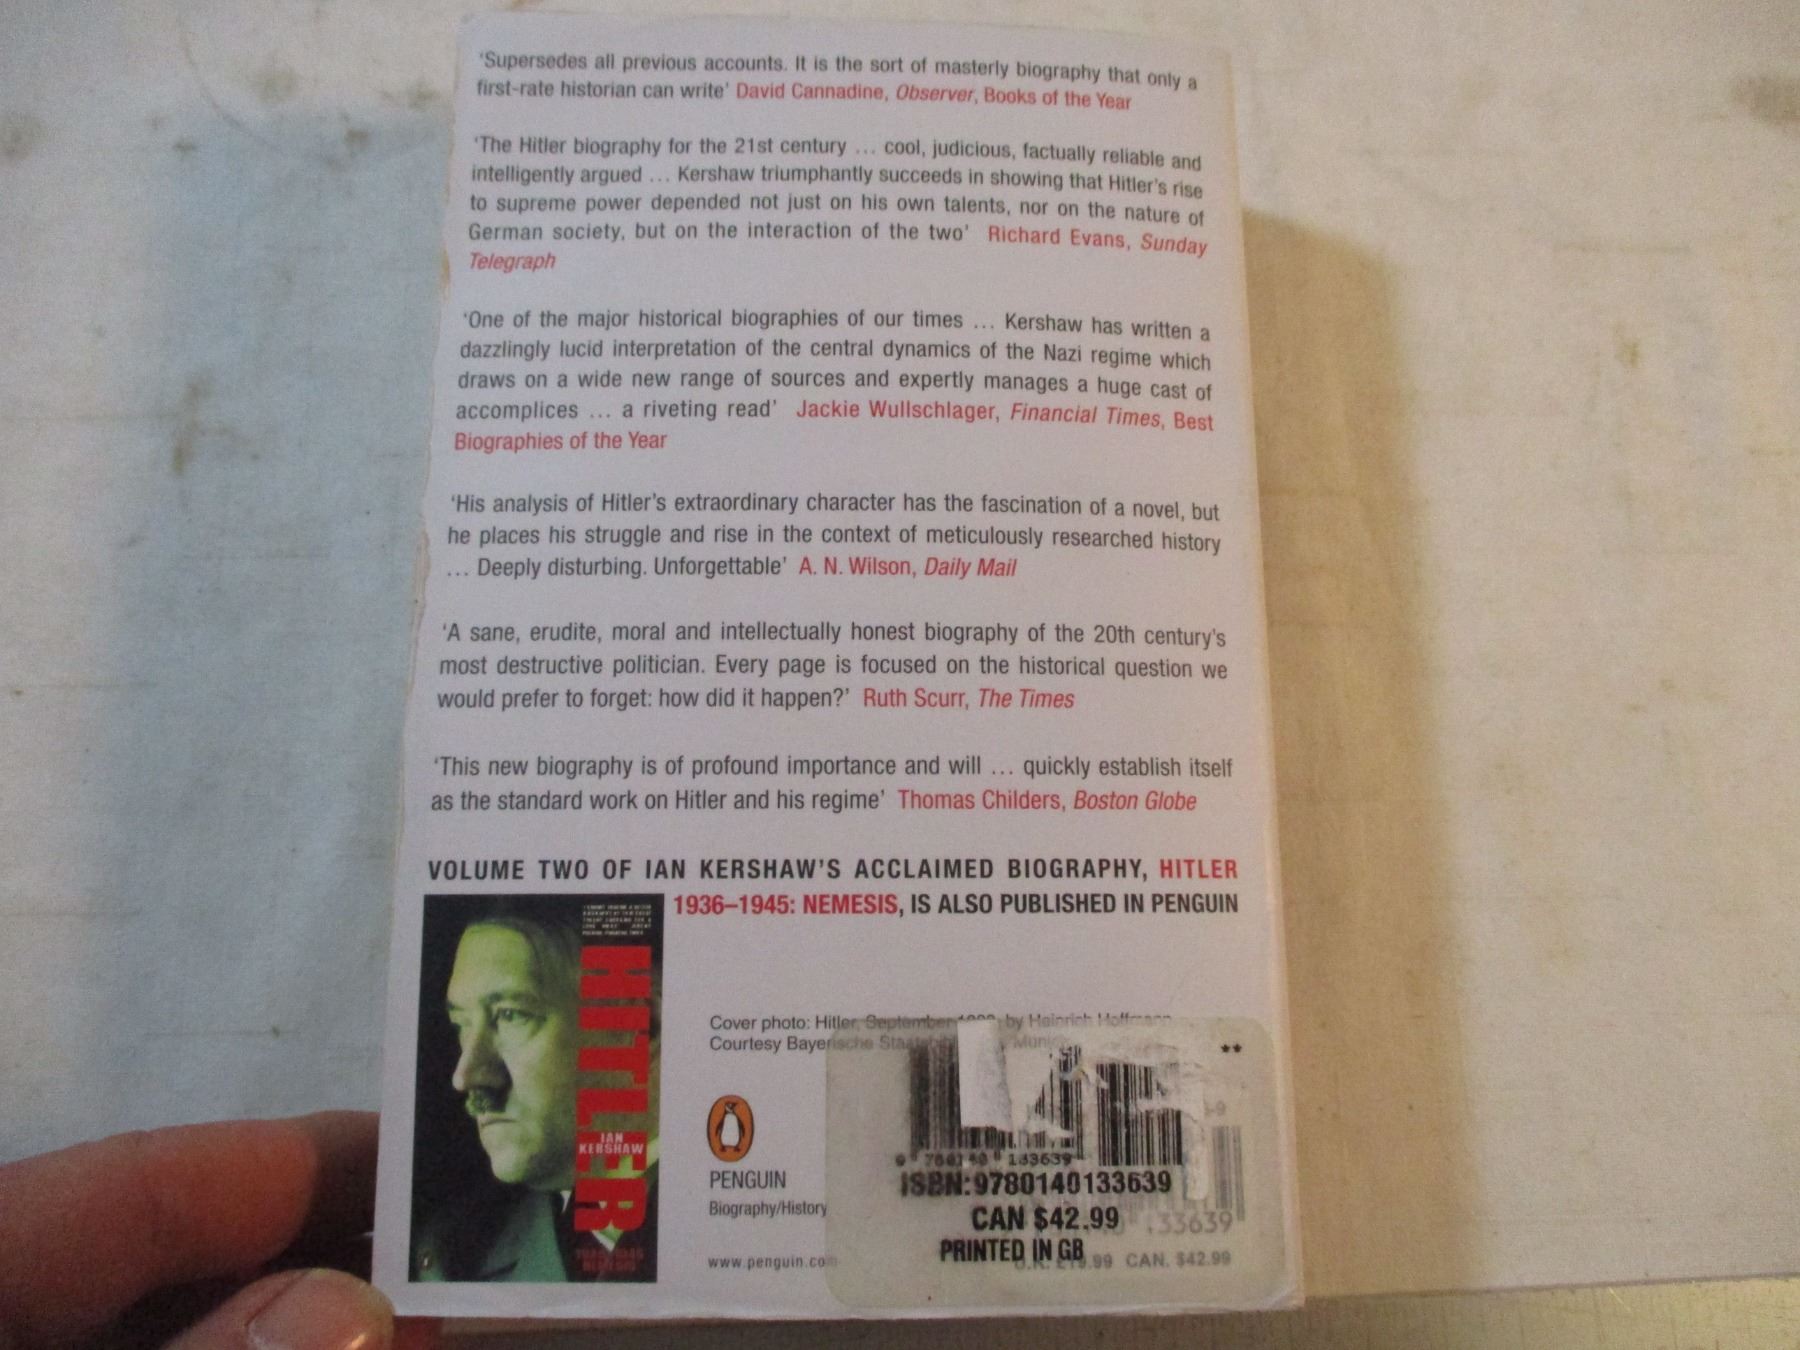 ‘Supersedes all previous accounts. It is the sort of masterly biography that only a
first-rate historian can write’ David Cannadine, Observer, Books of the Year
‘The Hitler biography for the 21st century ... cool, judicious, factually reliable and
intelligently argued ... Kershaw triumphantly succeeds in showing that Hitler’s rise
to supreme power depended not just on his own talents, nor on the nature of
German society, but on the interaction of the two’ Richard Evans, Sunday
Telegraph
‘One of the major historical biographies of our times ... Kershaw has written a
dazzlingly lucid interpretation of the central dynamics of the Nazi regime which
draws on a wide new range of sources and expertly manages a huge cast of
accomplices ... a riveting read’ Jackie Wullschlager, Financial Times, Best
Biographies of the Year
‘His analysis of Hitler’s extraordinary character has the fascination of a novel, but
he places his struggle and rise in the context of meticulously researched history
... Deeply disturbing. Unforgettable’ A. N. Wilson, Daily Mail
‘A sane, erudite, moral and intellectually honest biography of the 20th century’s
most destructive politician. Every page is focused on the historical question we
would prefer to forget: how did it happen?’ Ruth Scurr, The Times
‘This new biography is of profound importance and will ... quickly establish itself
as the standard work on Hitler and his regime’ Thomas Childers, Boston Globe
VOLUME TWO OF IAN KERSHAW’S ACCLAIMED BIOGRAPHY, HITLER
1936–1945: NEMESIS, IS ALSO PUBLISHED IN PENGUIN
HITLER
IAN
KERSHAW
1936-1945
NEMESIS
Cover photo: Hitler, September by Heinrich Hoffmann
Courtesy Bayerische
**
PENGUIN
Biography/History
www.penguin.co
ISBN:9780140133639
CAN $42.99
PRINTED IN GB
133639
.99 CAN. $42.99